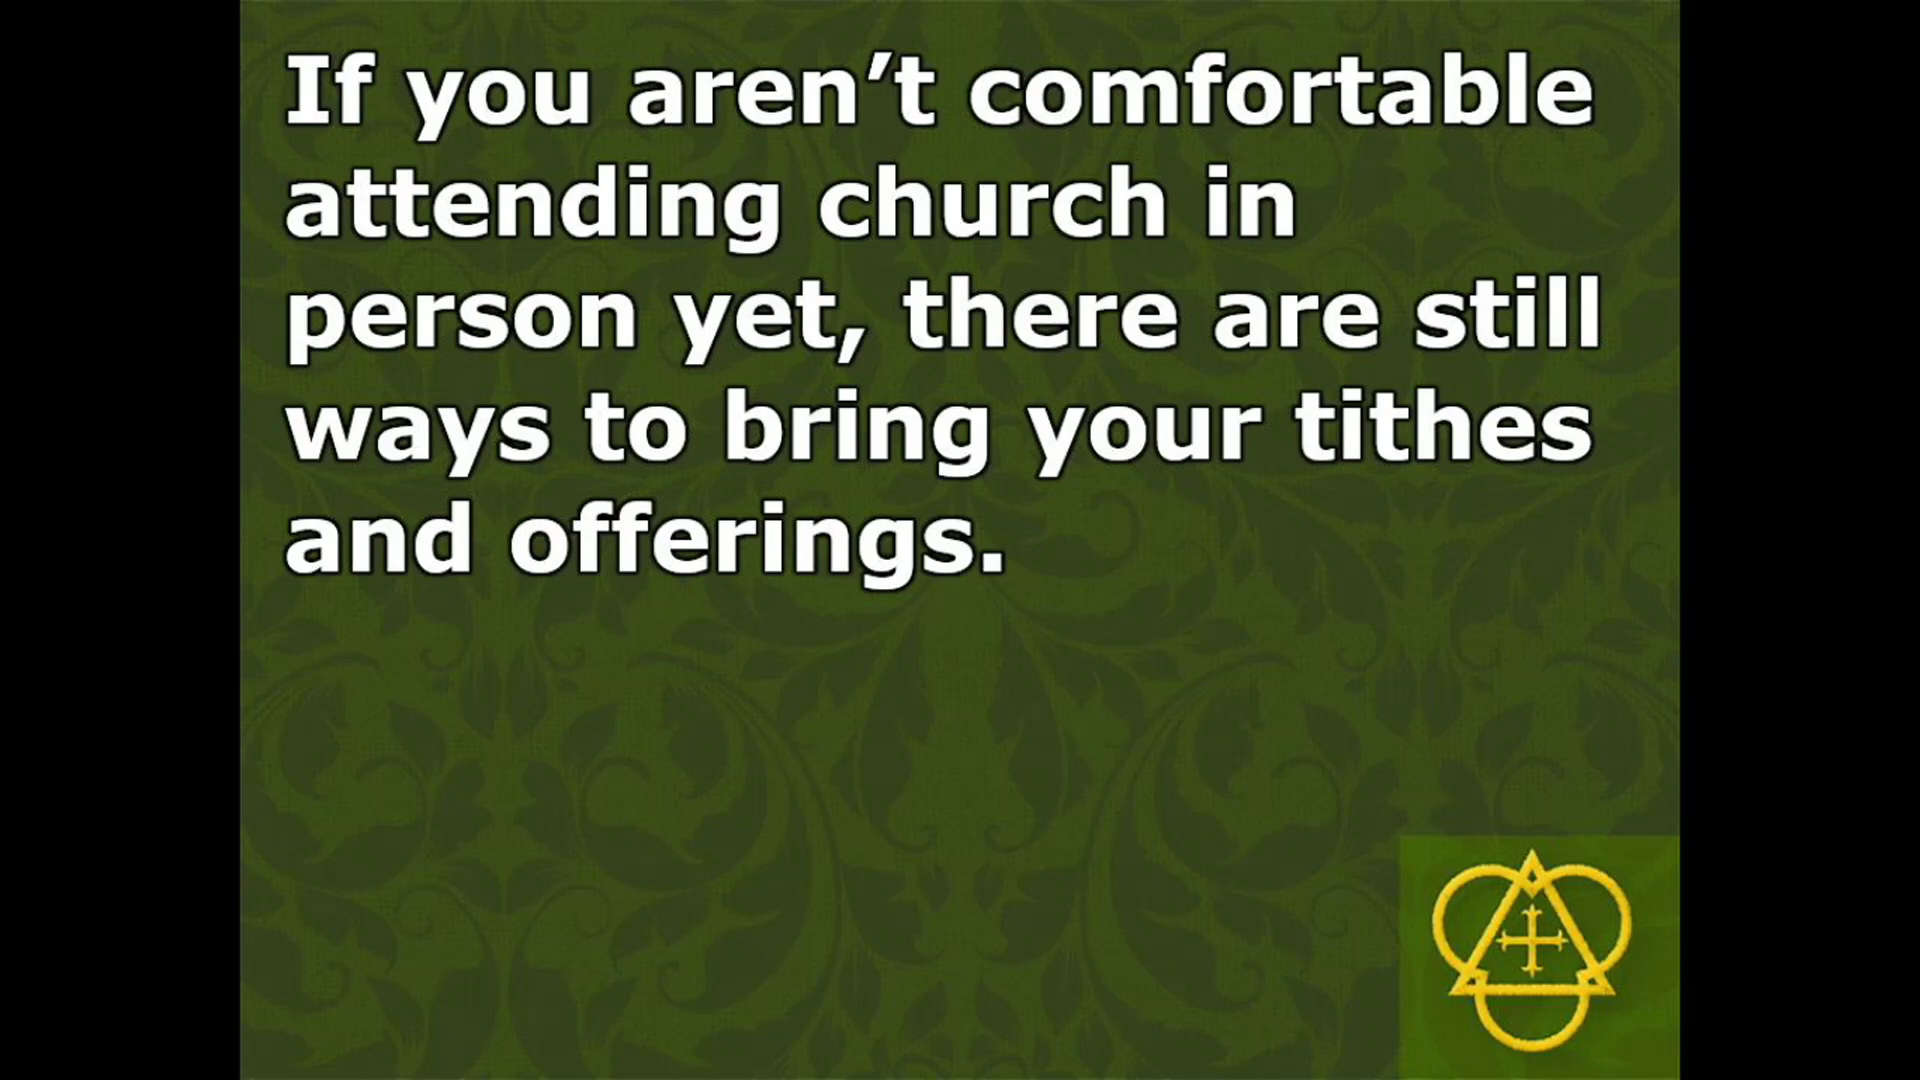 If you aren’t comfortable
attending church in
person yet, there are still
ways to bring your tithes
and offerings.